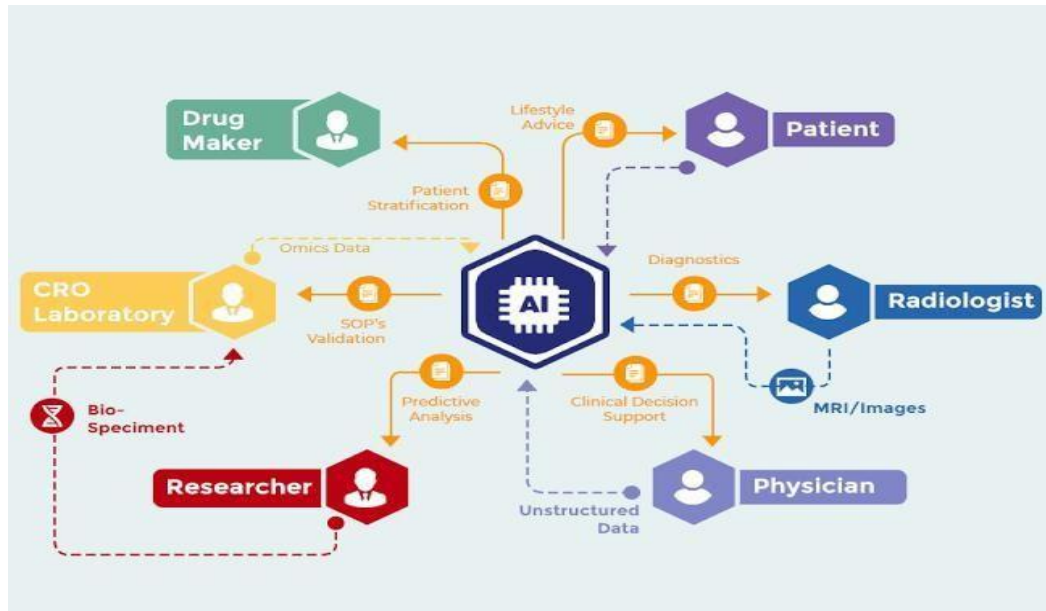 Drug
Maker
Lifestyle
Advice
Patient
Patient
Stratification
Omics Data
Diagnostics
CRO
Laboratory
AI
Radiologist
SOP's
Validation
Bio-
Speciment
Predictive
Analysis
Clinical Decision
Support
MRI/Images
Researcher
Physician
Unstructured
Data